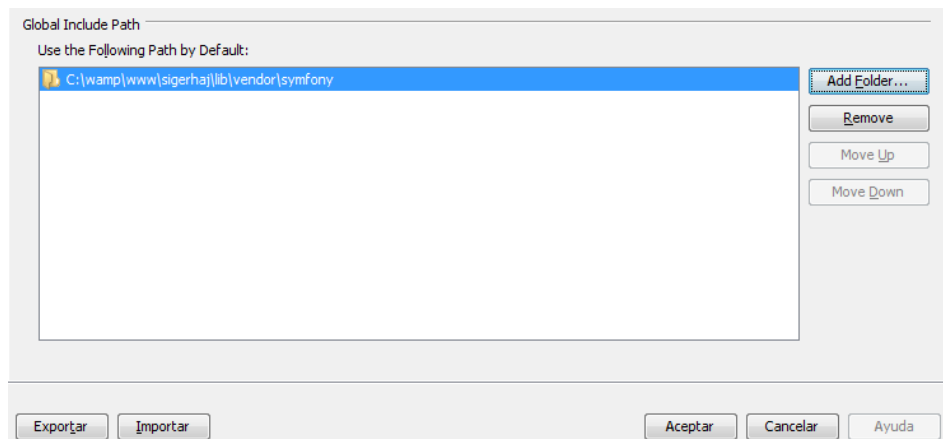 Global Include Path
Use the Following Path by Default:
C:\wamp\www\sigerhaj\lib\vendor\symfony
Add Folder...
Remove
Move Up
Move Down
Exportar Importar Aceptar Cancelar Ayuda